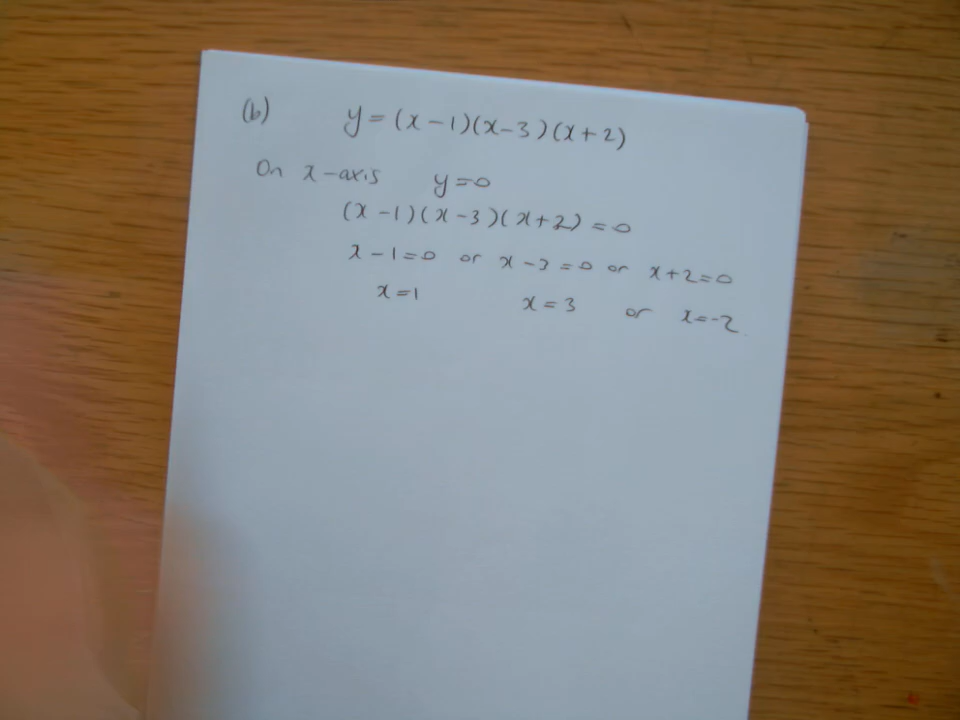 (b) y = (x - 1)(x - 3)(x + 2)
On x-axis y = 0
(x - 1)(x - 3)(x + 2) = 0
x - 1 = 0 or x - 3 = 0 or x + 2 = 0
x = 1 x = 3 or x = -2